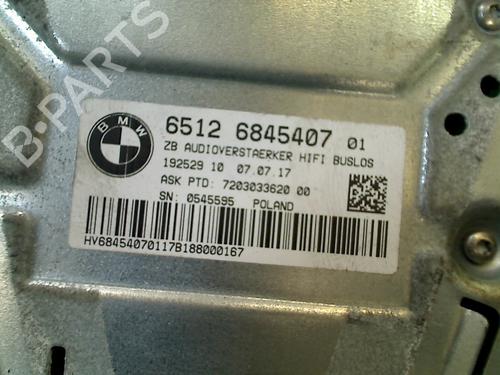 B-PARTS
BMW
6512 6845407 01
ZB AUDIOVERSTAERKER HIFI BUSLOS
192529 10 07.07.17
ASK PTD: 7203033620 00
SN: 0545595 POLAND
HV68454070117B188000167